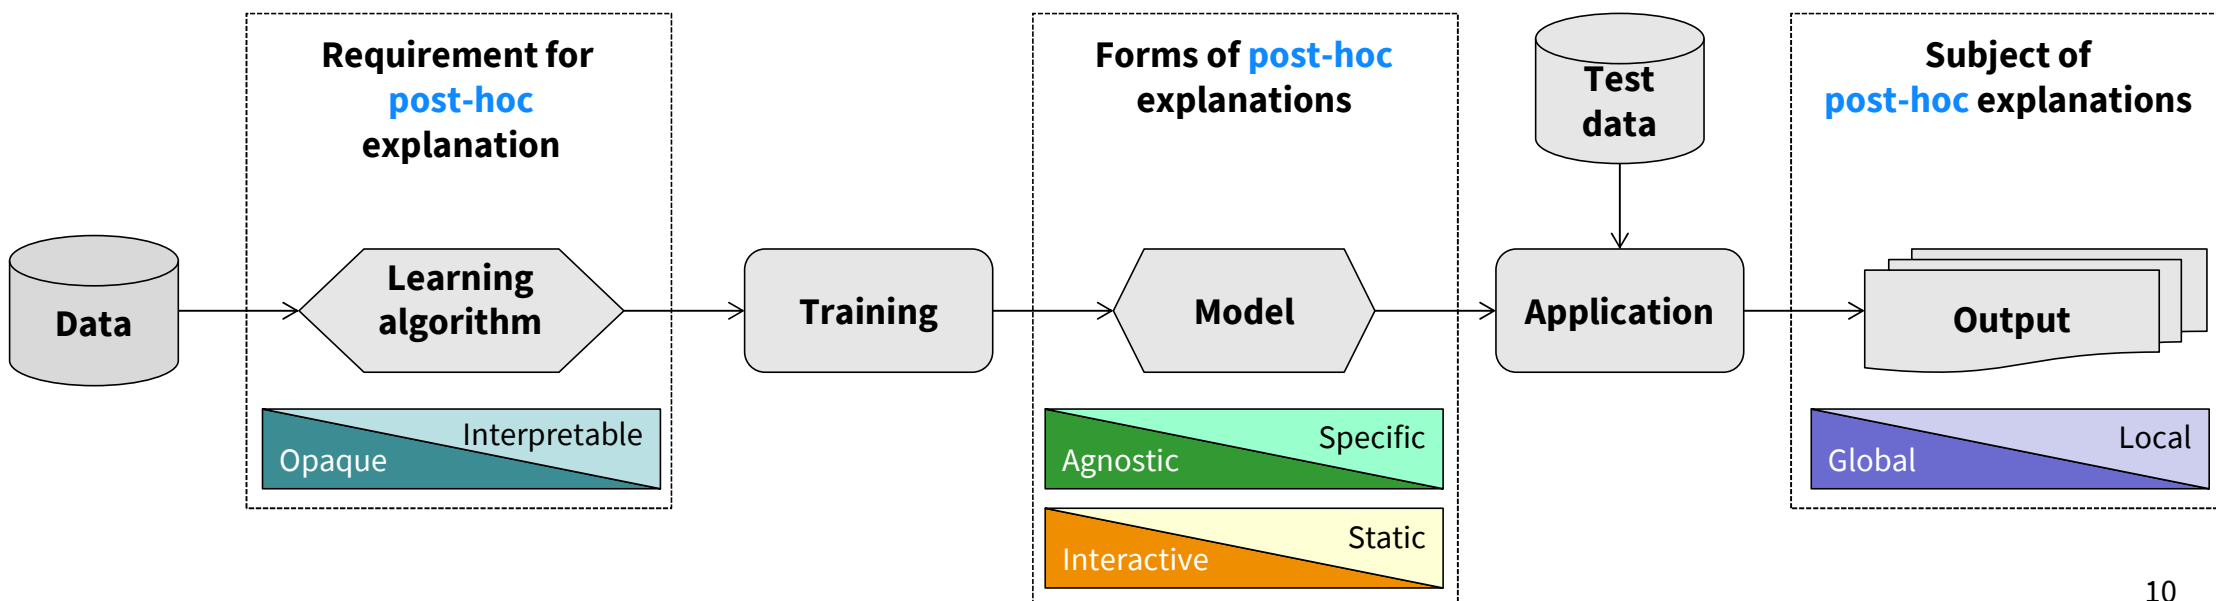 Requirement for
post-hoc
explanation
Data
Learning
algorithm
Interpretable
Opaque
Training
Forms of post-hoc
explanations
Model
Specific
Agnostic
Static
Interactive
Test
data
Application
Subject of
post-hoc explanations
Output
Local
Global
10